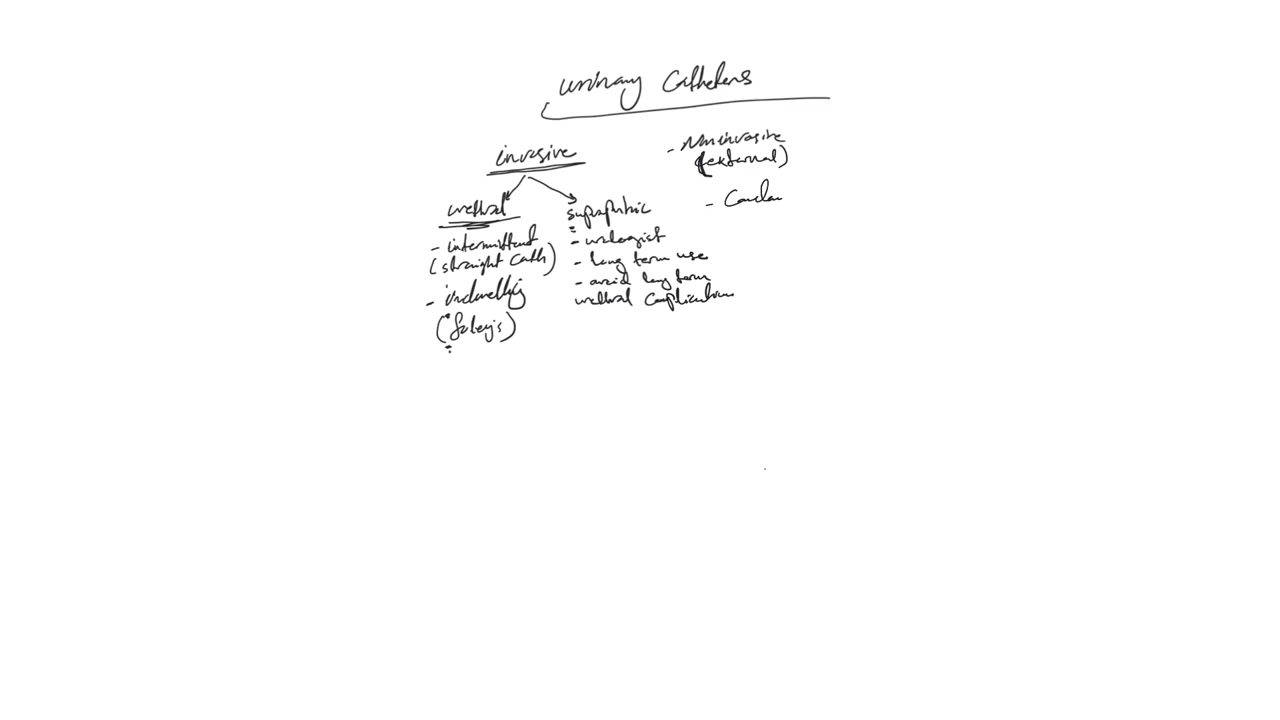 urinary Catheters
invasive
urethral
- intermittent
(straight Cath)
- indwelling
(foley's)
suprapubic
- urologist
- long term use
- avoid long term
urethral Complications
- Noninvasive
(external)
- Condom